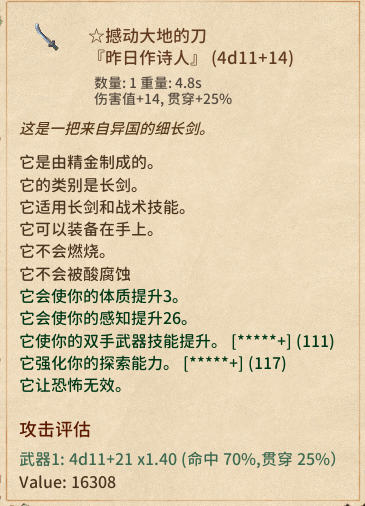 ☆撼动大地的刀
『昨日作诗人』 (4d11+14)
数量: 1 重量: 4.8s
伤害值+14, 贯穿+25%
这是一把来自异国的细长剑。
它是由精金制成的。
它的类别是长剑。
它适用长剑和战术技能。
它可以装备在手上。
它不会燃烧。
它不会被酸腐蚀
它会使你的体质提升3。
它会使你的感知提升26。
它使你的双手武器技能提升。 [*****+] (111)
它强化你的探索能力。 [*****+] (117)
它让恐怖无效。
攻击评估
武器1: 4d11+21 x1.40 (命中 70%,贯穿 25%）
Value: 16308